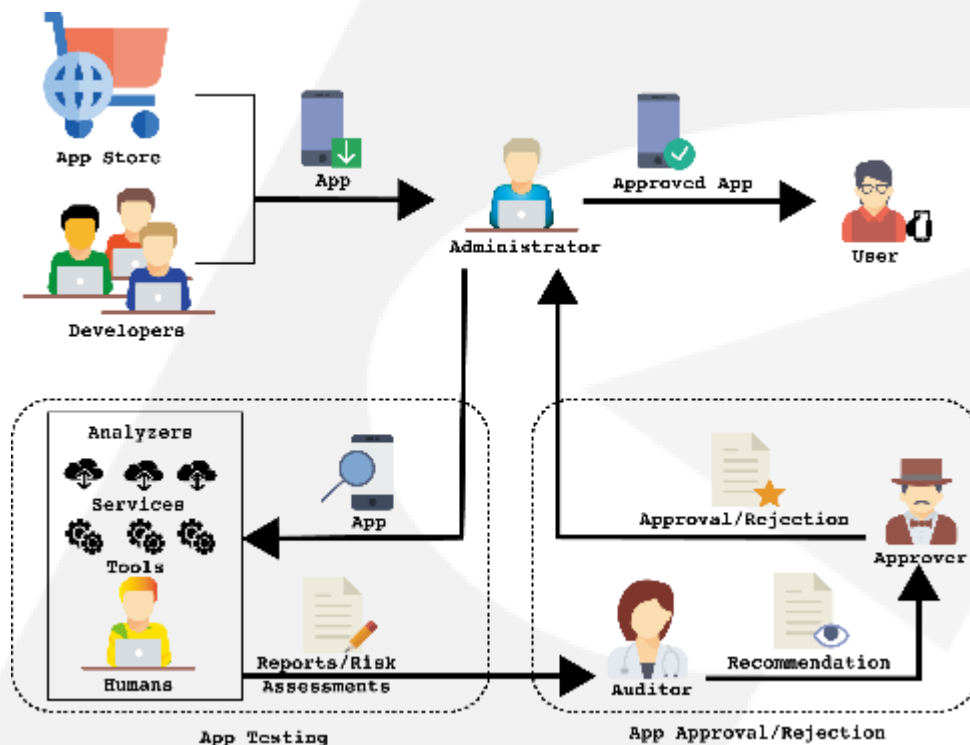 App Store
App
Approved App
Administrator
User
Developers
Analyzers
Services
Tools
Humans
App
Reports/Risk
Assessments
Approval/Rejection
Approver
Auditor
Recommendation
App Testing
App Approval/Rejection